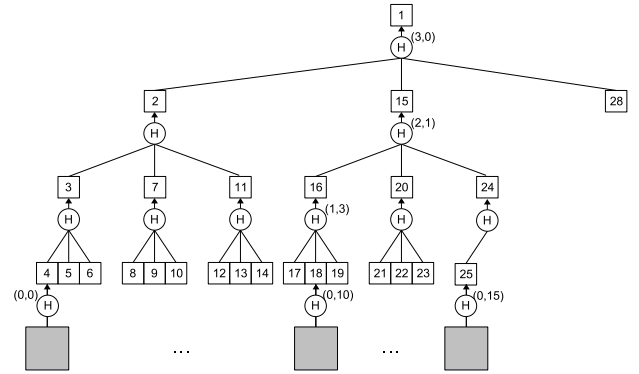 1
H (3,0)
2 15 28
H H (2,1)
3 7 11 16 20 24
H H H H (1,3) H H
4 5 6 8 9 10 12 13 14 17 18 19 21 22 23 25
(0,0) H H (0,10) H (0,15)
... ...